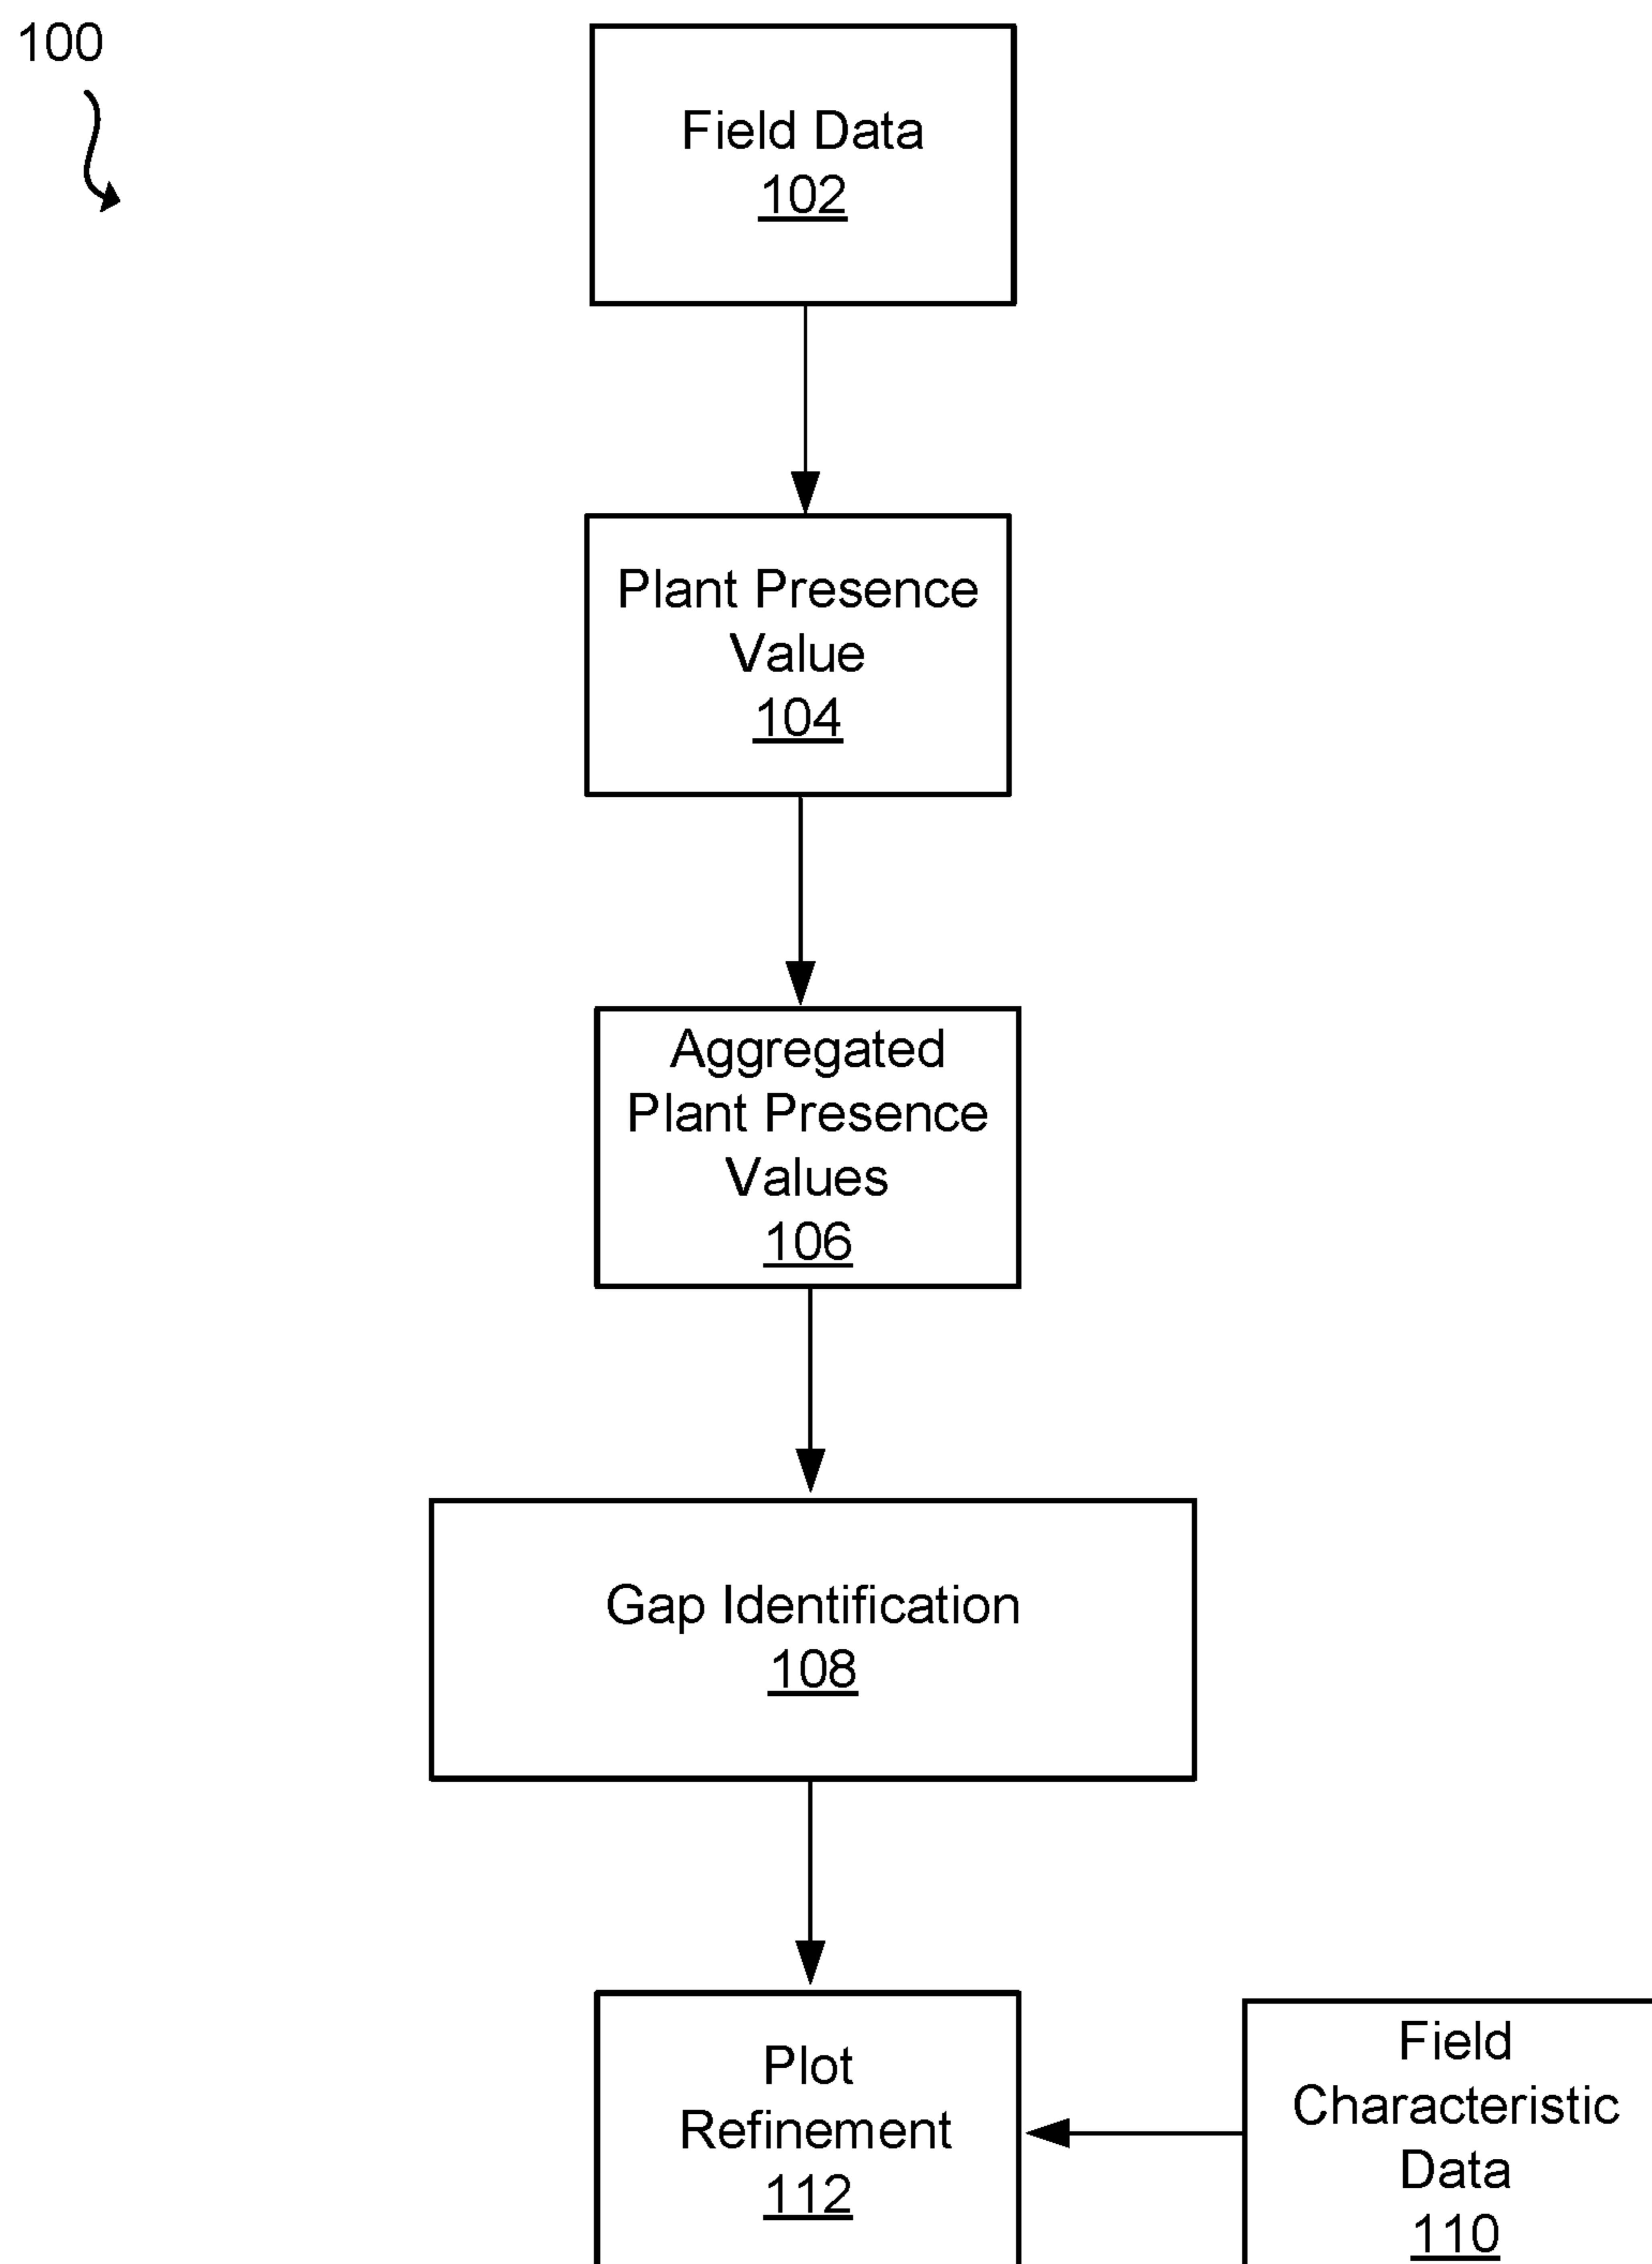 100
Field Data
102
Plant Presence
Value
104
Aggregated
Plant Presence
Values
106
Gap Identification
108
Plot
Refinement
112
Field
Characteristic
Data
110